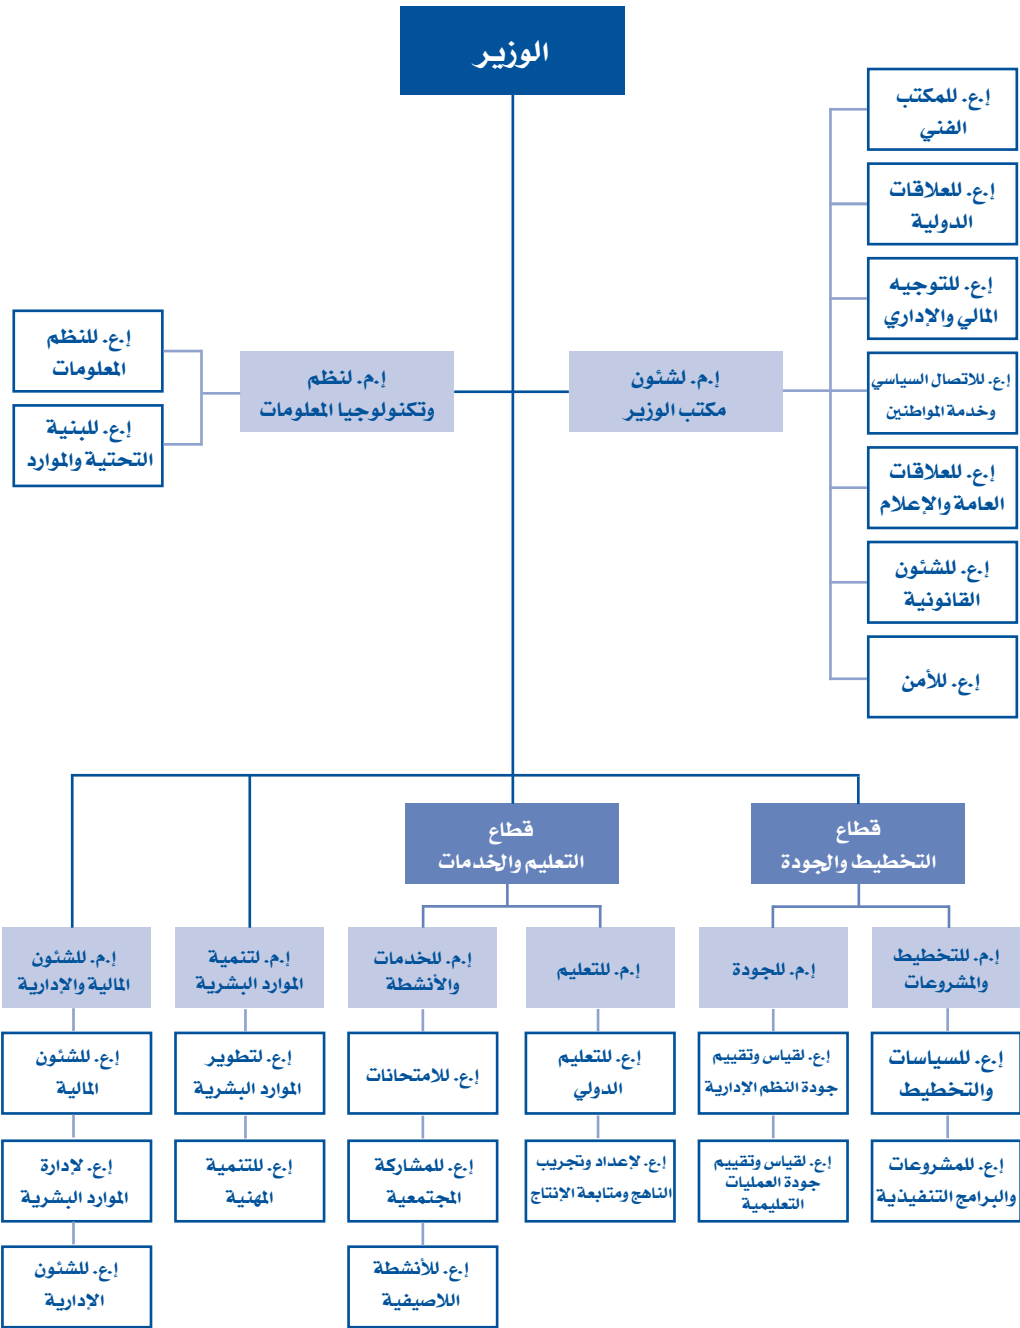 الوزير
إ.ع. للمكتب
الفني
إ.ع. للعلاقات
الدولية
إ.ع. للتوجيه
المالي والإداري
إ.ع. للاتصال السياسي
وخدمة المواطنين
إ.ع. للعلاقات
العامة والإعلام
إ.ع. للشئون
القانونية
إ.ع. للأمن
إ.م. لشئون
مكتب الوزير
إ.م. لنظم
وتكنولوجيا المعلومات
إ.ع. للنظم
المعلومات
إ.ع. للبنية
التحتية والموارد
قطاع
التخطيط والجودة
قطاع
التعليم والخدمات
إ.م. للتخطيط
والمشروعات
إ.م. للجودة
إ.م. للتعليم
إ.م. للخدمات
والأنشطة
إ.م. لتنمية
الموارد البشرية
إ.م. للشئون
المالية والإدارية
إ.ع. للسياسات
والتخطيط
إ.ع. لقياس وتقييم
جودة النظم الإدارية
إ.ع. للتعليم
الدولي
إ.ع. للامتحانات
إ.ع. لتطوير
الموارد البشرية
إ.ع. للشئون
المالية
إ.ع. للمشروعات
والبرامج التنفيذية
إ.ع. لقياس وتقييم
جودة العمليات
التعليمية
إ.ع. لإعداد وتجريب
الناهج ومتابعة الإنتاج
إ.ع. للمشاركة
المجتمعية
إ.ع. للتنمية
المهنية
إ.ع. لإدارة
الموارد البشرية
إ.ع. للأنشطة
اللاصيفية
إ.ع. للشئون
الإدارية